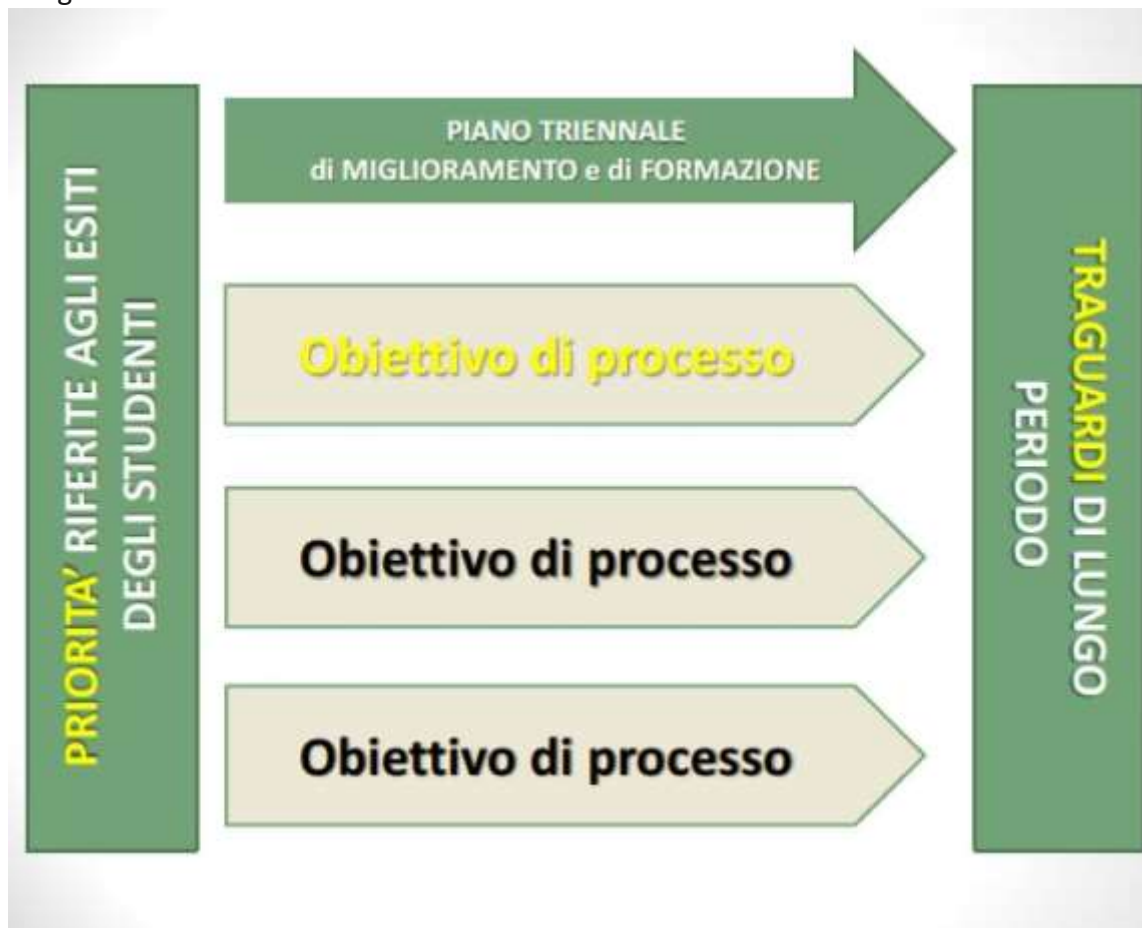 PRIORITA' RIFERITE AGLI ESITI
DEGLI STUDENTI
PIANO TRIENNALE
di MIGLIORAMENTO e di FORMAZIONE
Obiettivo di processo
Obiettivo di processo
Obiettivo di processo
TRAGUARDI DI LUNGO
PERIODO